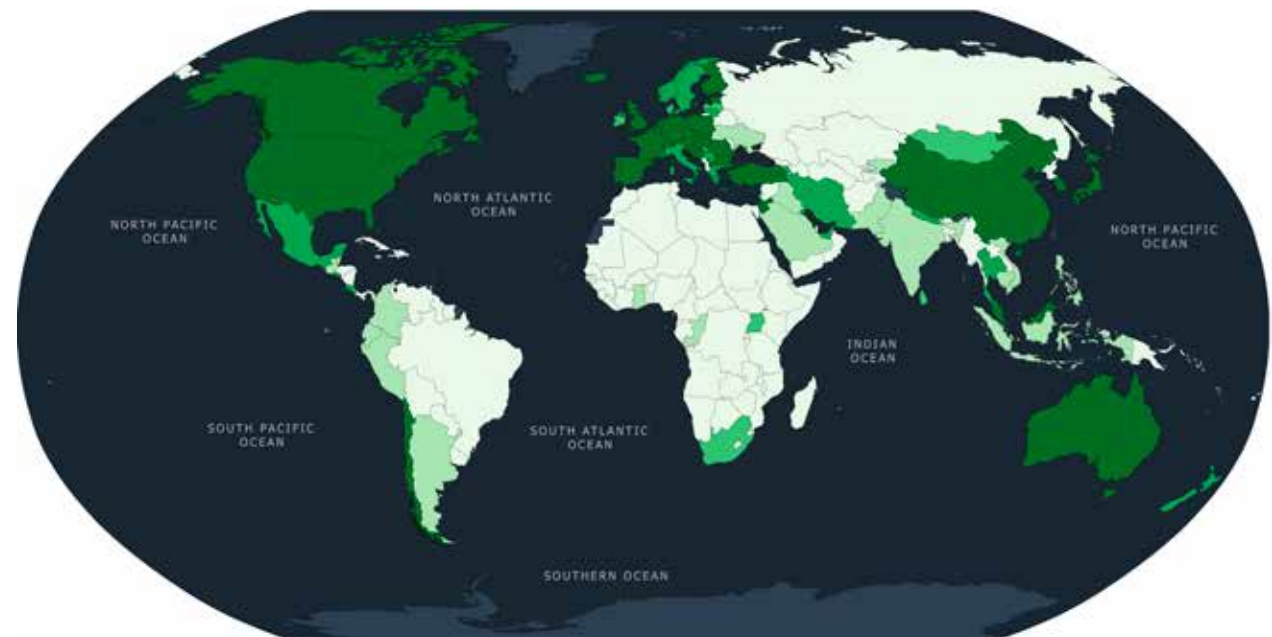 NORTH ATLANTIC
OCEAN
NORTH PACIFIC
OCEAN
NORTH PACIFIC
OCEAN
INDIAN
OCEAN
SOUTH PACIFIC
OCEAN
SOUTH ATLANTIC
OCEAN
SOUTHERN OCEAN